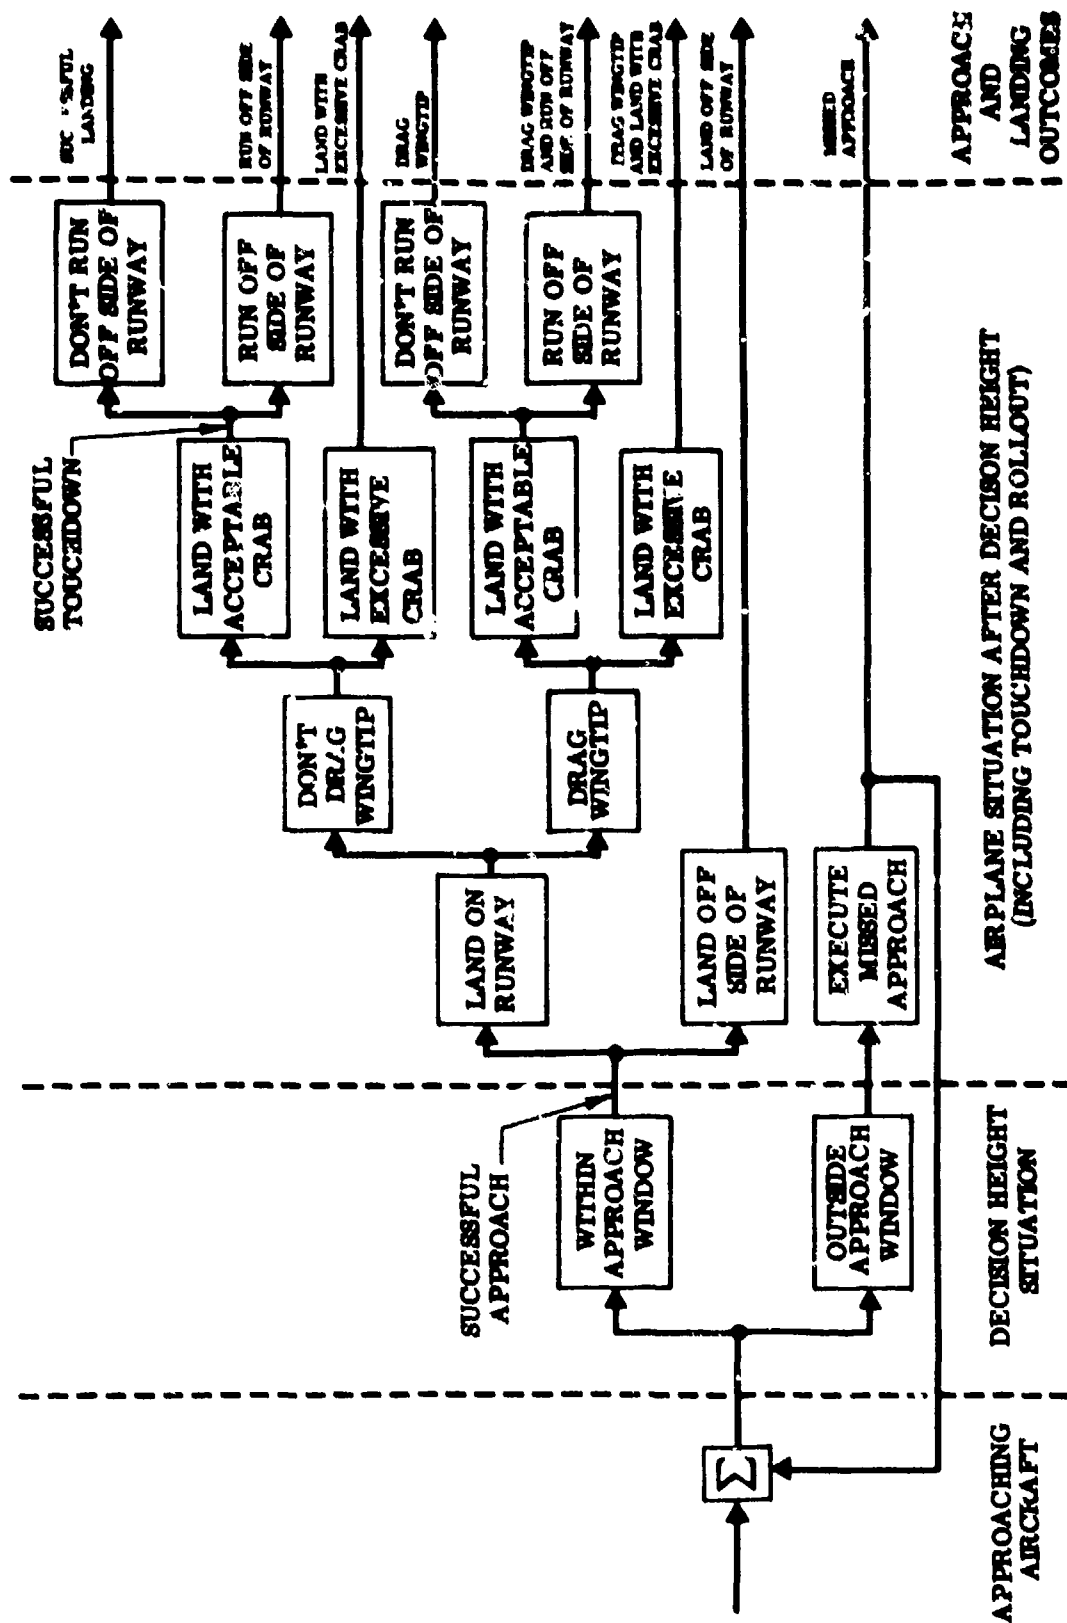 SUCCESSFUL
TOUCHDOWN
SUCCESSFUL
APPROACH
WITHIN
APPROACH
WINDOW
OUTSIDE
APPROACH
WINDOW
LAND ON
RUNWAY
LAND OFF
SIDE OF
RUNWAY
EXECUTE
MISSED
APPROACH
DON'T
DRAG
WINGTIP
DRAG
WINGTIP
LAND WITH
ACCEPTABLE
CRAB
LAND WITH
EXCESSIVE
CRAB
LAND WITH
ACCEPTABLE
CRAB
LAND WITH
EXCESSIVE
CRAB
DON'T RUN
OFF SIDE OF
RUNWAY
RUN OFF
SIDE OF
RUNWAY
DON'T RUN
OFF SIDE OF
RUNWAY
RUN OFF
SIDE OF
RUNWAY
SUCCESSFUL
LANDING
RUN OFF SIDE
OF RUNWAY
LAND WITH
EXCESSIVE CRAB
DRAG
WINGTIP
DRAG WINGTIP
AND RUN OFF
SIDE OF RUNWAY
DRAG WINGTIP
AND LAND WITH
EXCESSIVE CRAB
LAND OFF SIDE
OF RUNWAY
MISSED
APPROACH
Σ
APPROACHING
AIRCRAFT
DECISION HEIGHT
SITUATION
AIRPLANE SITUATION AFTER DECISON HEIGHT
(INCLUDING TOUCHDOWN AND ROLLOUT)
APPROACH
AND
LANDING
OUTCOMES